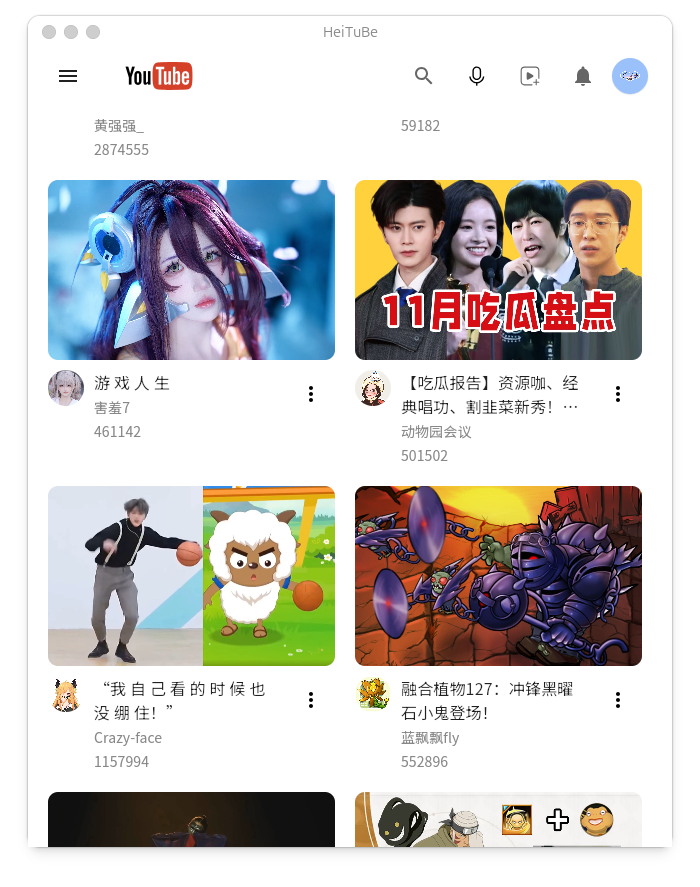 HeiTuBe
YouTube
黄强强_
59182
2874555
11月吃瓜盘点
游 戏 人 生
害羞7
461142
【吃瓜报告】资源咖、经
典唱功、割韭菜新秀！…
动物园会议
501502
“我 自 己 看 的 时 候 也
没 绷 住！”
Crazy-face
1157994
融合植物127：冲锋黑曜
石小鬼登场！
蓝飘飘fly
552896